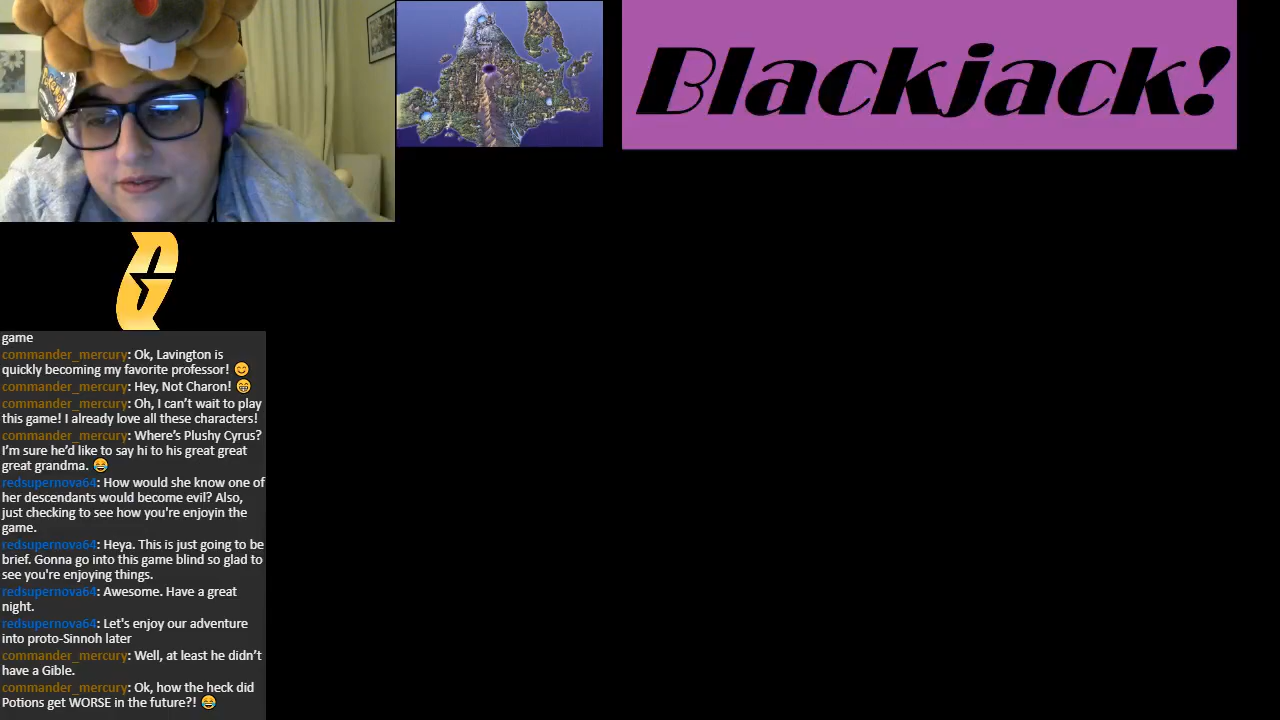 Blackjack!
game
commander_mercury: Ok, Lavington is
quickly becoming my favorite professor! 😊
commander_mercury: Hey, Not Charon! 😁
commander_mercury: Oh, I can’t wait to play
this game! I already love all these characters!
commander_mercury: Where’s Plushy Cyrus?
I’m sure he’d like to say hi to his great great
great grandma. 😂
redsupernova64: How would she know one of
her descendants would become evil? Also,
just checking to see how you're enjoyin the
game.
redsupernova64: Heya. This is just going to be
brief. Gonna go into this game blind so glad to
see you're enjoying things.
redsupernova64: Awesome. Have a great
night.
redsupernova64: Let's enjoy our adventure
into proto-Sinnoh later
commander_mercury: Well, at least he didn’t
have a Gible.
commander_mercury: Ok, how the heck did
Potions get WORSE in the future?! 😂